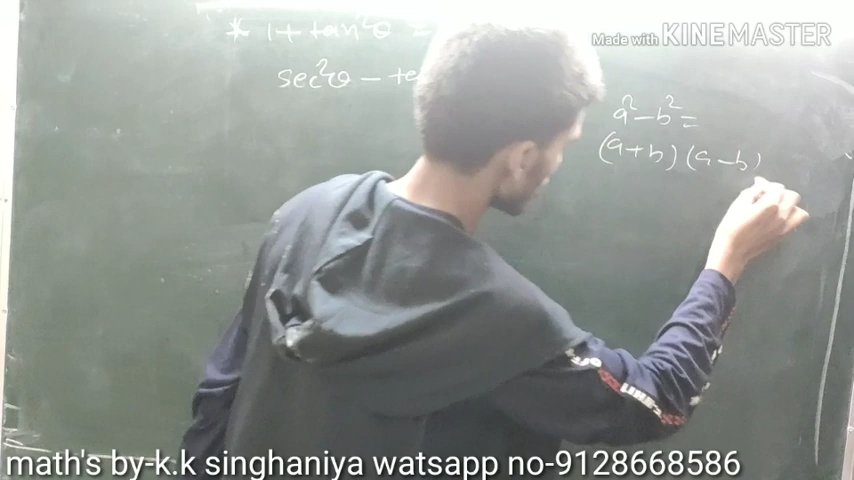 * 1 + tan²θ =
Made with KINEMASTER
sec²θ - te
a² - b² =
(a + b) (a - b)
math's by-k.k singhaniya watsapp no-9128668586